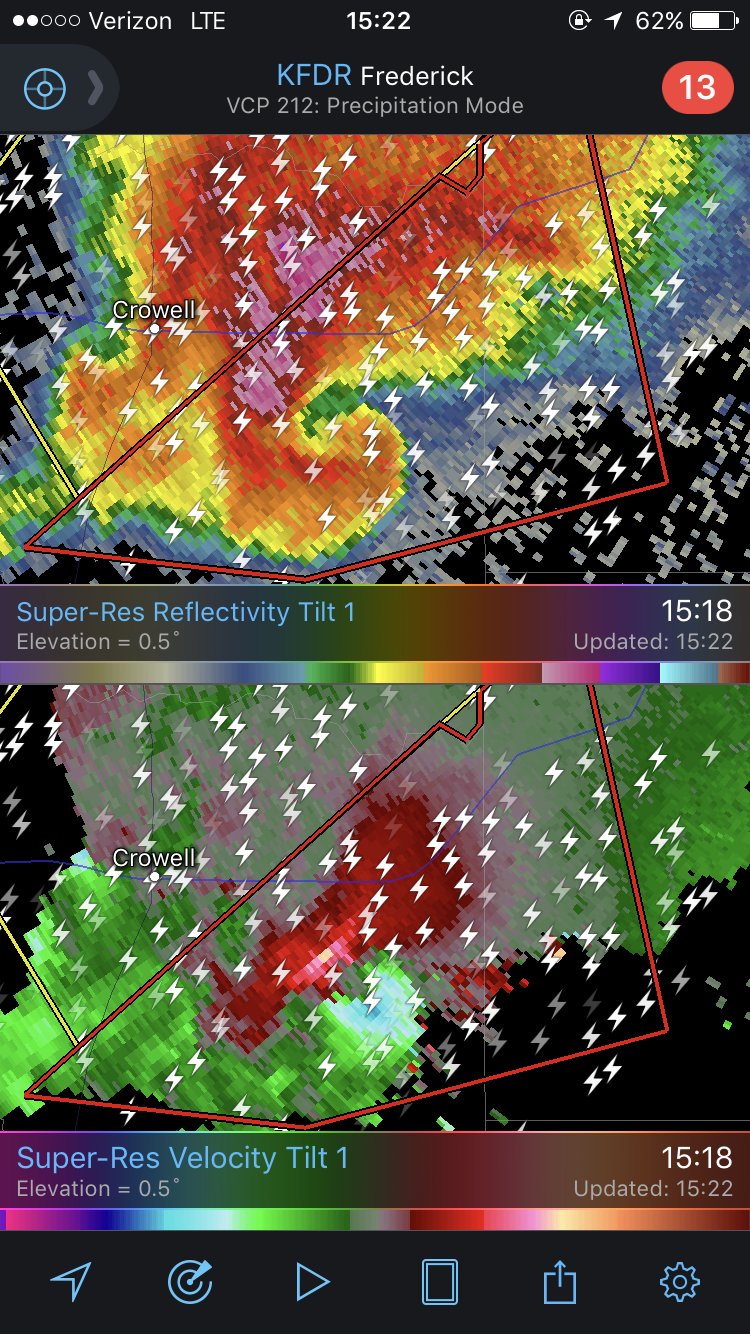 Verizon LTE 15:22 62%
KFDR Frederick
VCP 212: Precipitation Mode
13
Crowell
Super-Res Reflectivity Tilt 1 15:18
Elevation = 0.5° Updated: 15:22
Crowell
Super-Res Velocity Tilt 1 15:18
Elevation = 0.5° Updated: 15:22